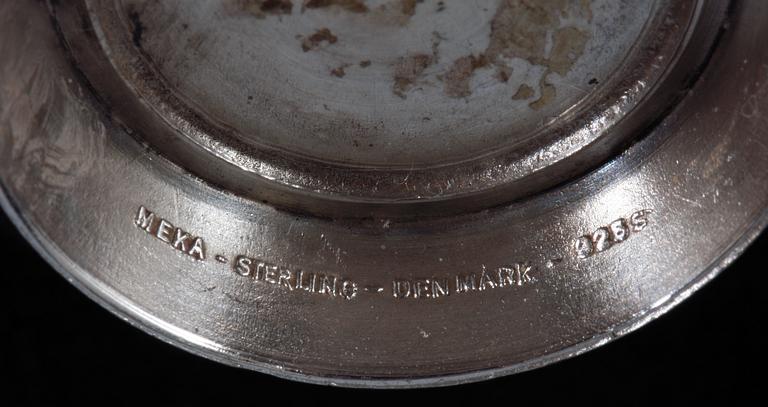 MEKA - STERLING - DENMARK - 925S